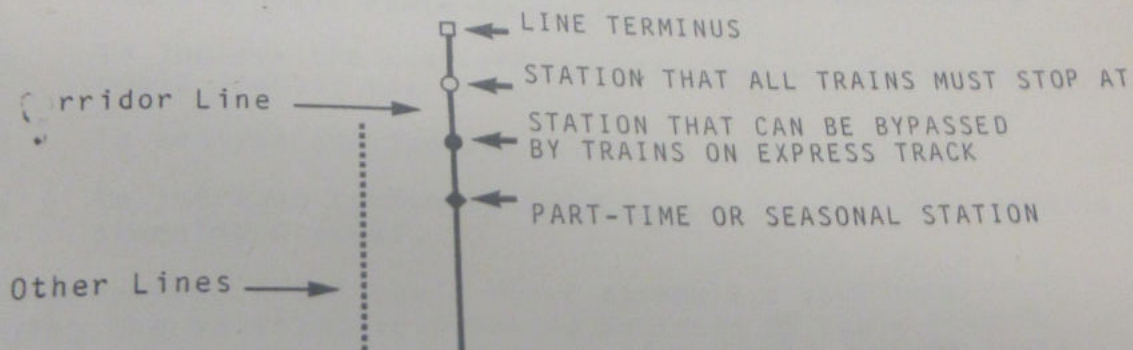 LINE TERMINUS
STATION THAT ALL TRAINS MUST STOP AT
rridor Line
STATION THAT CAN BE BYPASSED
BY TRAINS ON EXPRESS TRACK
PART-TIME OR SEASONAL STATION
Other Lines